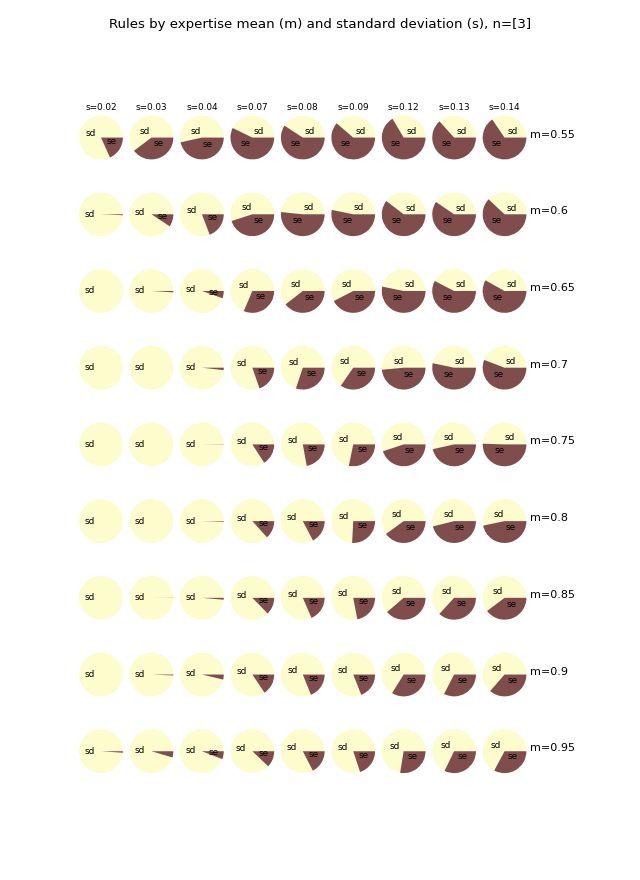 Rules by expertise mean (m) and standard deviation (s), n=[3]
s=0.02 s=0.03 s=0.04 s=0.07 s=0.08 s=0.09 s=0.12 s=0.13 s=0.14
sd se sd se sd se sd se sd se sd se sd se sd se sd se m=0.55
sd sd se sd se sd se sd se sd se sd se sd se sd se m=0.6
sd sd sd se sd se sd se sd se sd se sd se sd se m=0.65
sd sd sd sd se sd se sd se sd se sd se sd se m=0.7
sd sd sd sd se sd se sd se sd se sd se sd se m=0.75
sd sd sd sd se sd se sd se sd se sd se sd se m=0.8
sd sd sd sd se sd se sd se sd se sd se sd se m=0.85
sd sd sd sd se sd se sd se sd se sd se sd se m=0.9
sd sd sd se sd se sd se sd se sd se sd se sd se m=0.95